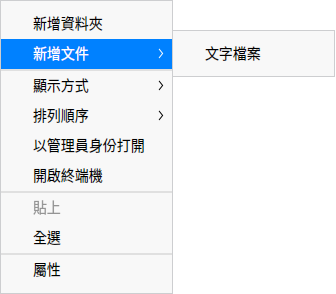 新增資料夾
新增文件
文字檔案
顯示方式
排列順序
以管理員身份打開
開啟終端機
貼上
全選
屬性